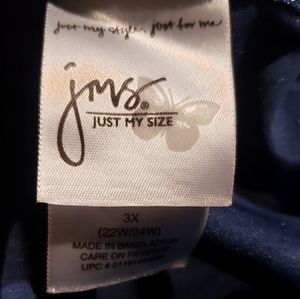 just my style, just for me
jms®
JUST MY SIZE
3X
(22W/24W)
MADE IN BANGLADESH
CARE ON REVERSE
UPC #